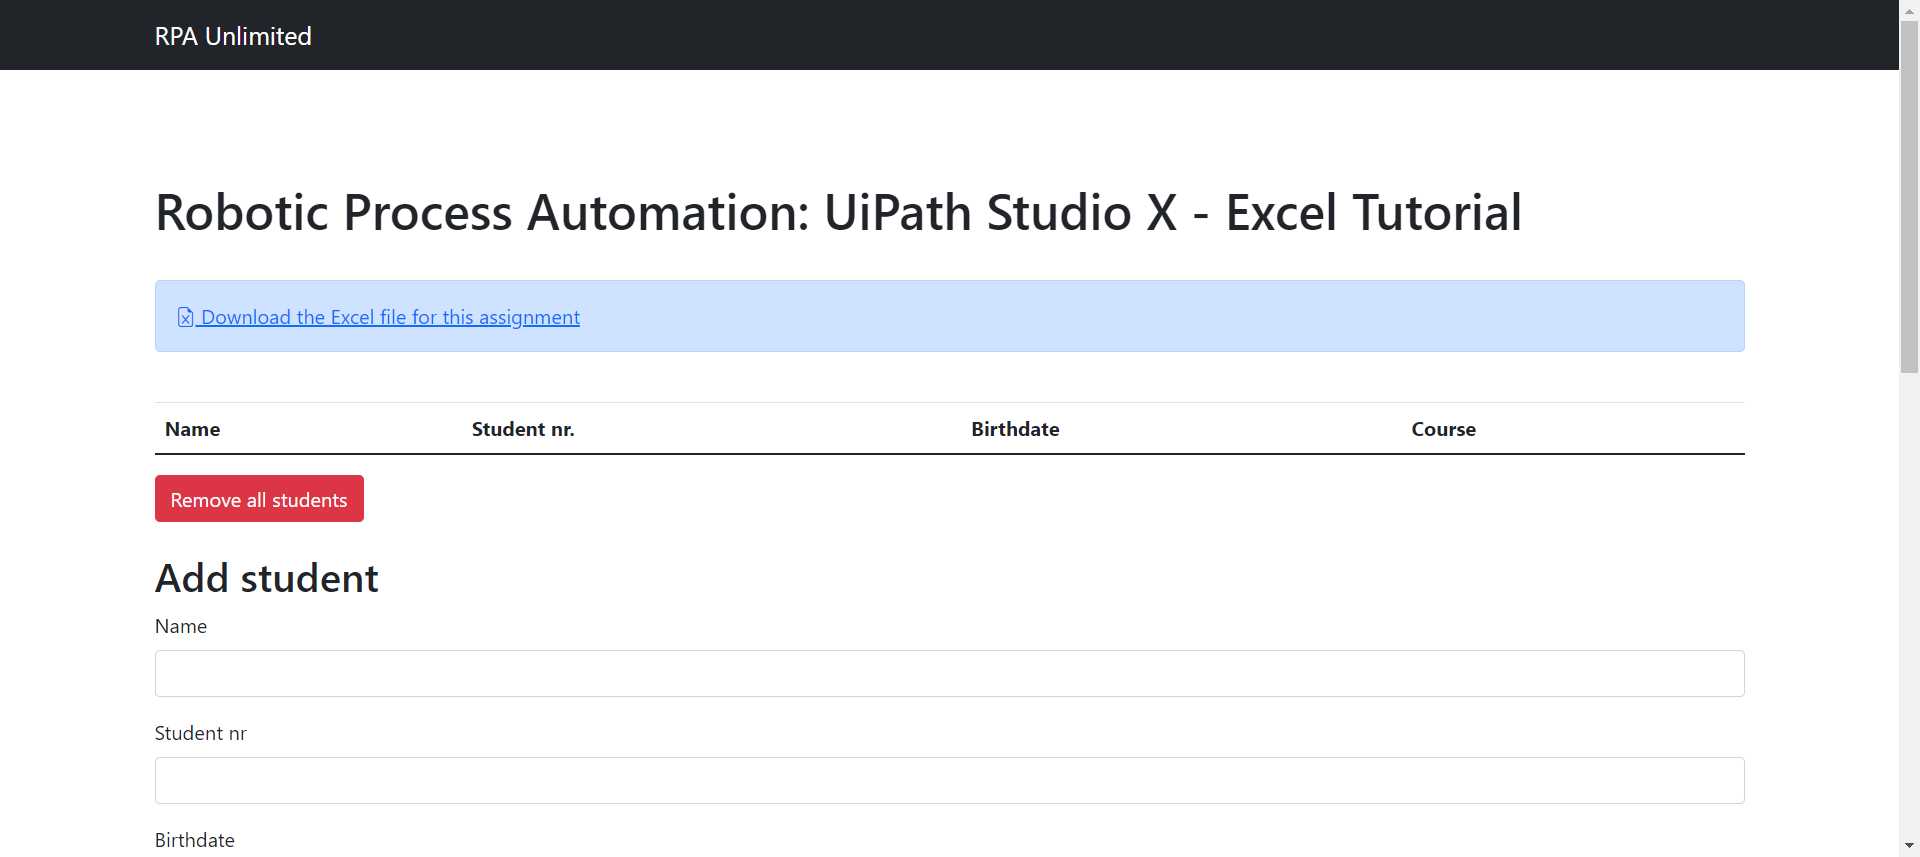 RPA Unlimited
Robotic Process Automation: UiPath Studio X - Excel Tutorial
Download the Excel file for this assignment
Name Student nr. Birthdate Course
Remove all students
Add student
Name
Student nr
Birthdate